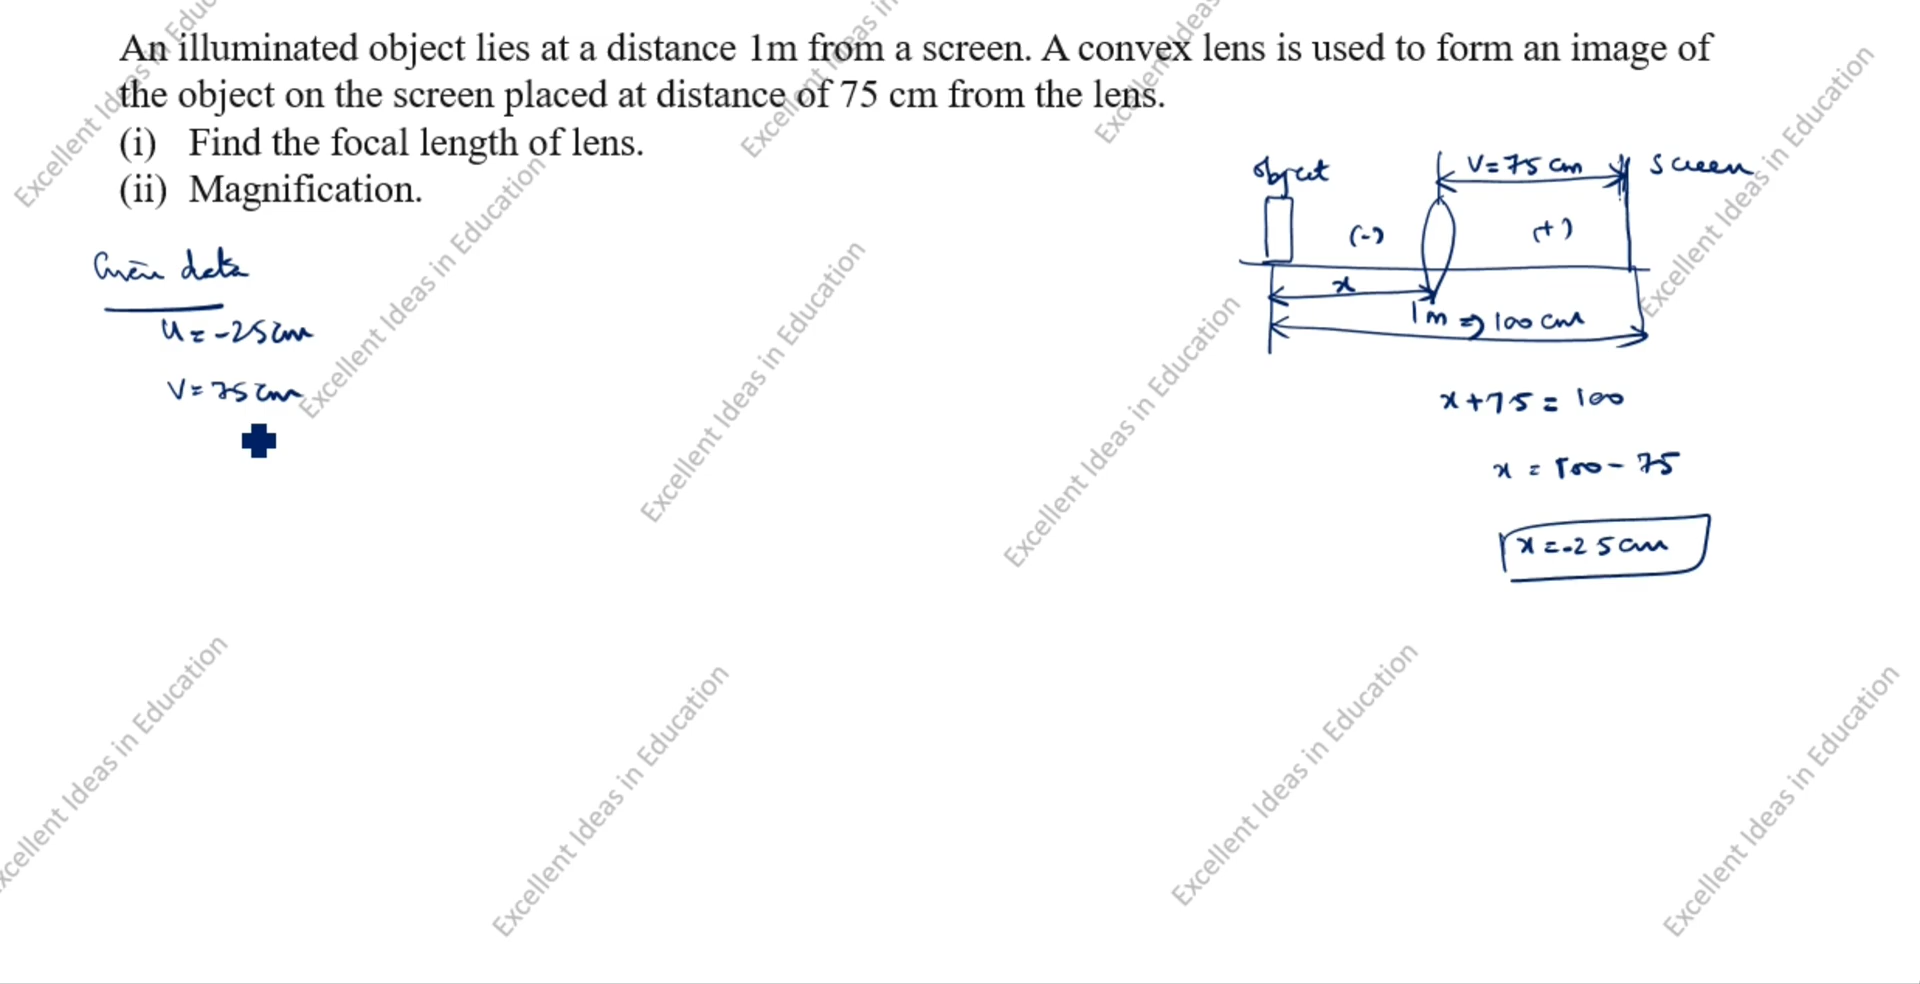 An illuminated object lies at a distance 1m from a screen. A convex lens is used to form an image of
the object on the screen placed at distance of 75 cm from the lens.
(i) Find the focal length of lens.
(ii) Magnification.
object
V = 75 cm
screen
(-)
(+)
x
1m ⇒ 100 cm
Given data
u = -25 cm
V = 75 cm
x + 75 = 100
x = 100 - 75
x = -25 cm
Excellent Ideas in Education
Excellent Ideas in Education
Excellent Ideas in Education
Excellent Ideas in Education
Excellent Ideas in Education
Excellent Ideas in Education
Excellent Ideas in Education
Excellent Ideas in Education
Excellent Ideas in Education